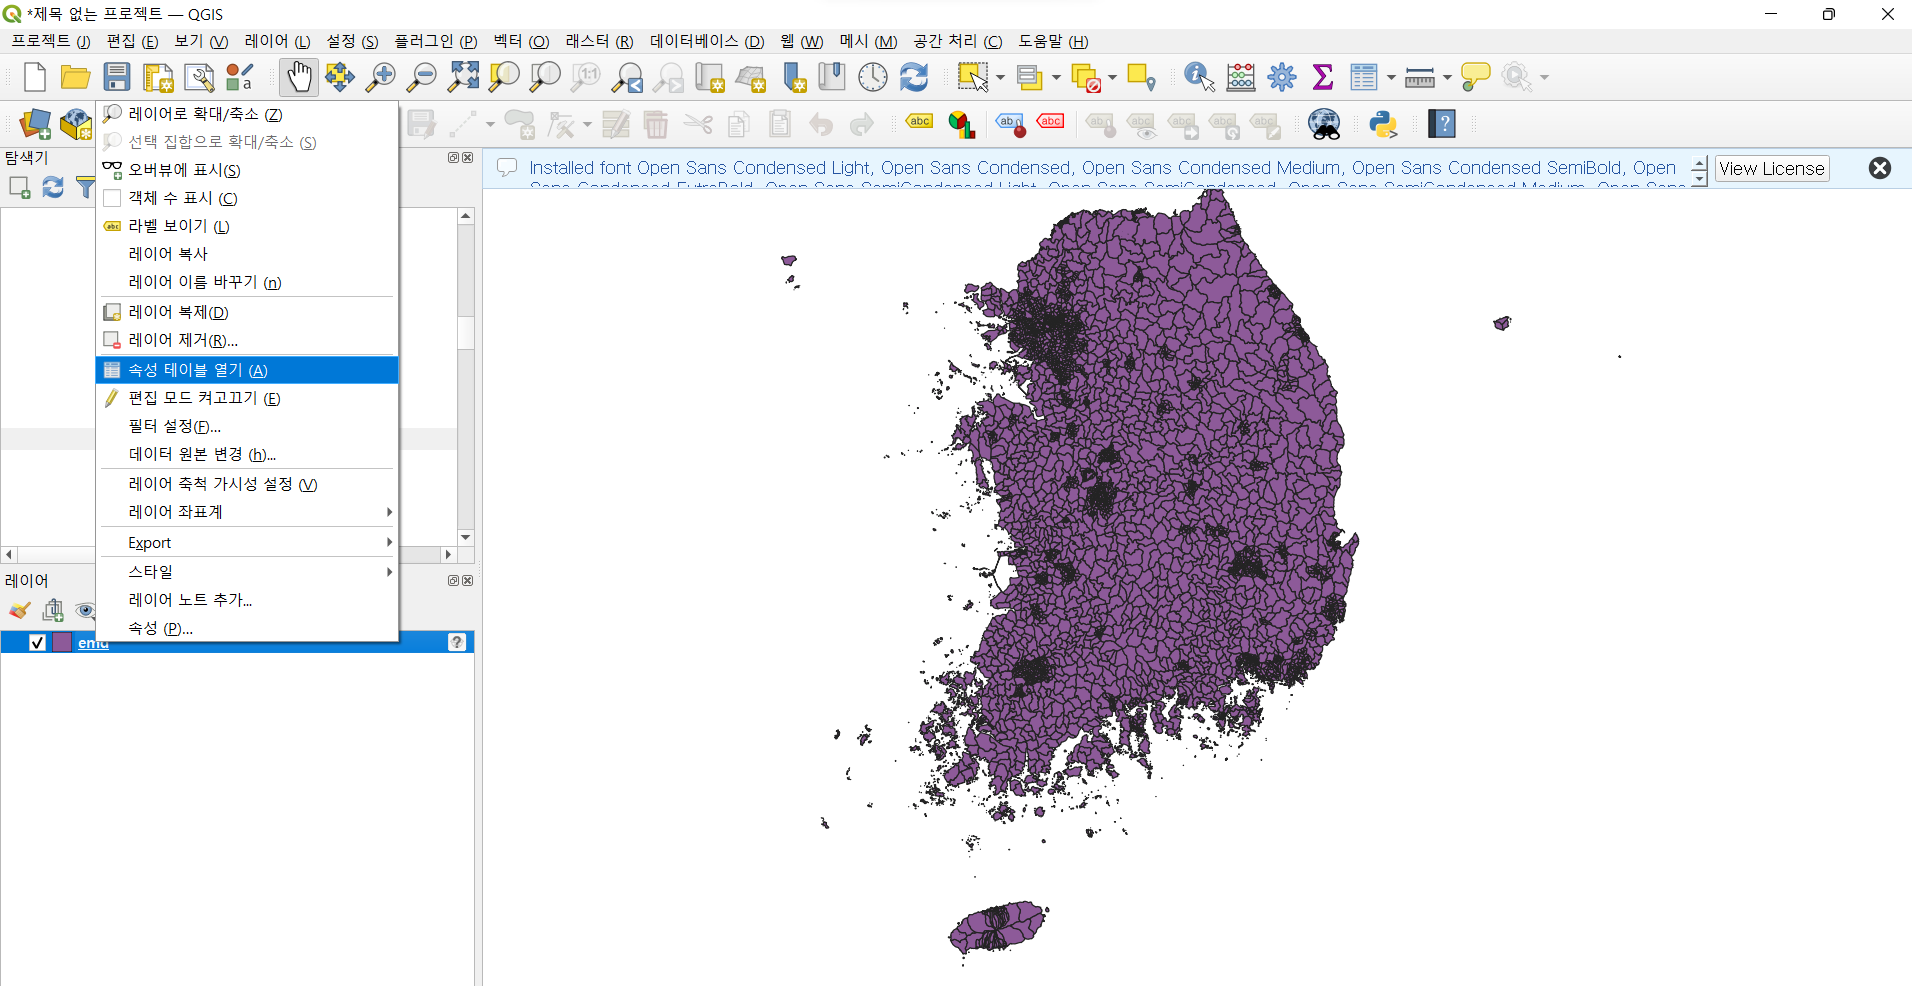 *제목 없는 프로젝트 — QGIS
프로젝트 (J) 편집 (E) 보기 (V) 레이어 (L) 설정 (S) 플러그인 (P) 벡터 (O) 래스터 (R) 데이터베이스 (D) 웹 (W) 메시 (M) 공간 처리 (C) 도움말 (H)
레이어로 확대/축소 (Z)
선택 집합으로 확대/축소 (S)
오버뷰에 표시(S)
객체 수 표시 (C)
라벨 보이기 (L)
레이어 복사
레이어 이름 바꾸기 (n)
레이어 복제(D)
레이어 제거(R)...
속성 테이블 열기 (A)
편집 모드 켜고끄기 (E)
필터 설정(F)...
데이터 원본 변경 (h)...
레이어 축척 가시성 설정 (V)
레이어 좌표계
Export
스타일
레이어 노트 추가...
속성 (P)...
탐색기
레이어
Installed font Open Sans Condensed Light, Open Sans Condensed, Open Sans Condensed Medium, Open Sans Condensed SemiBold, Open
View License